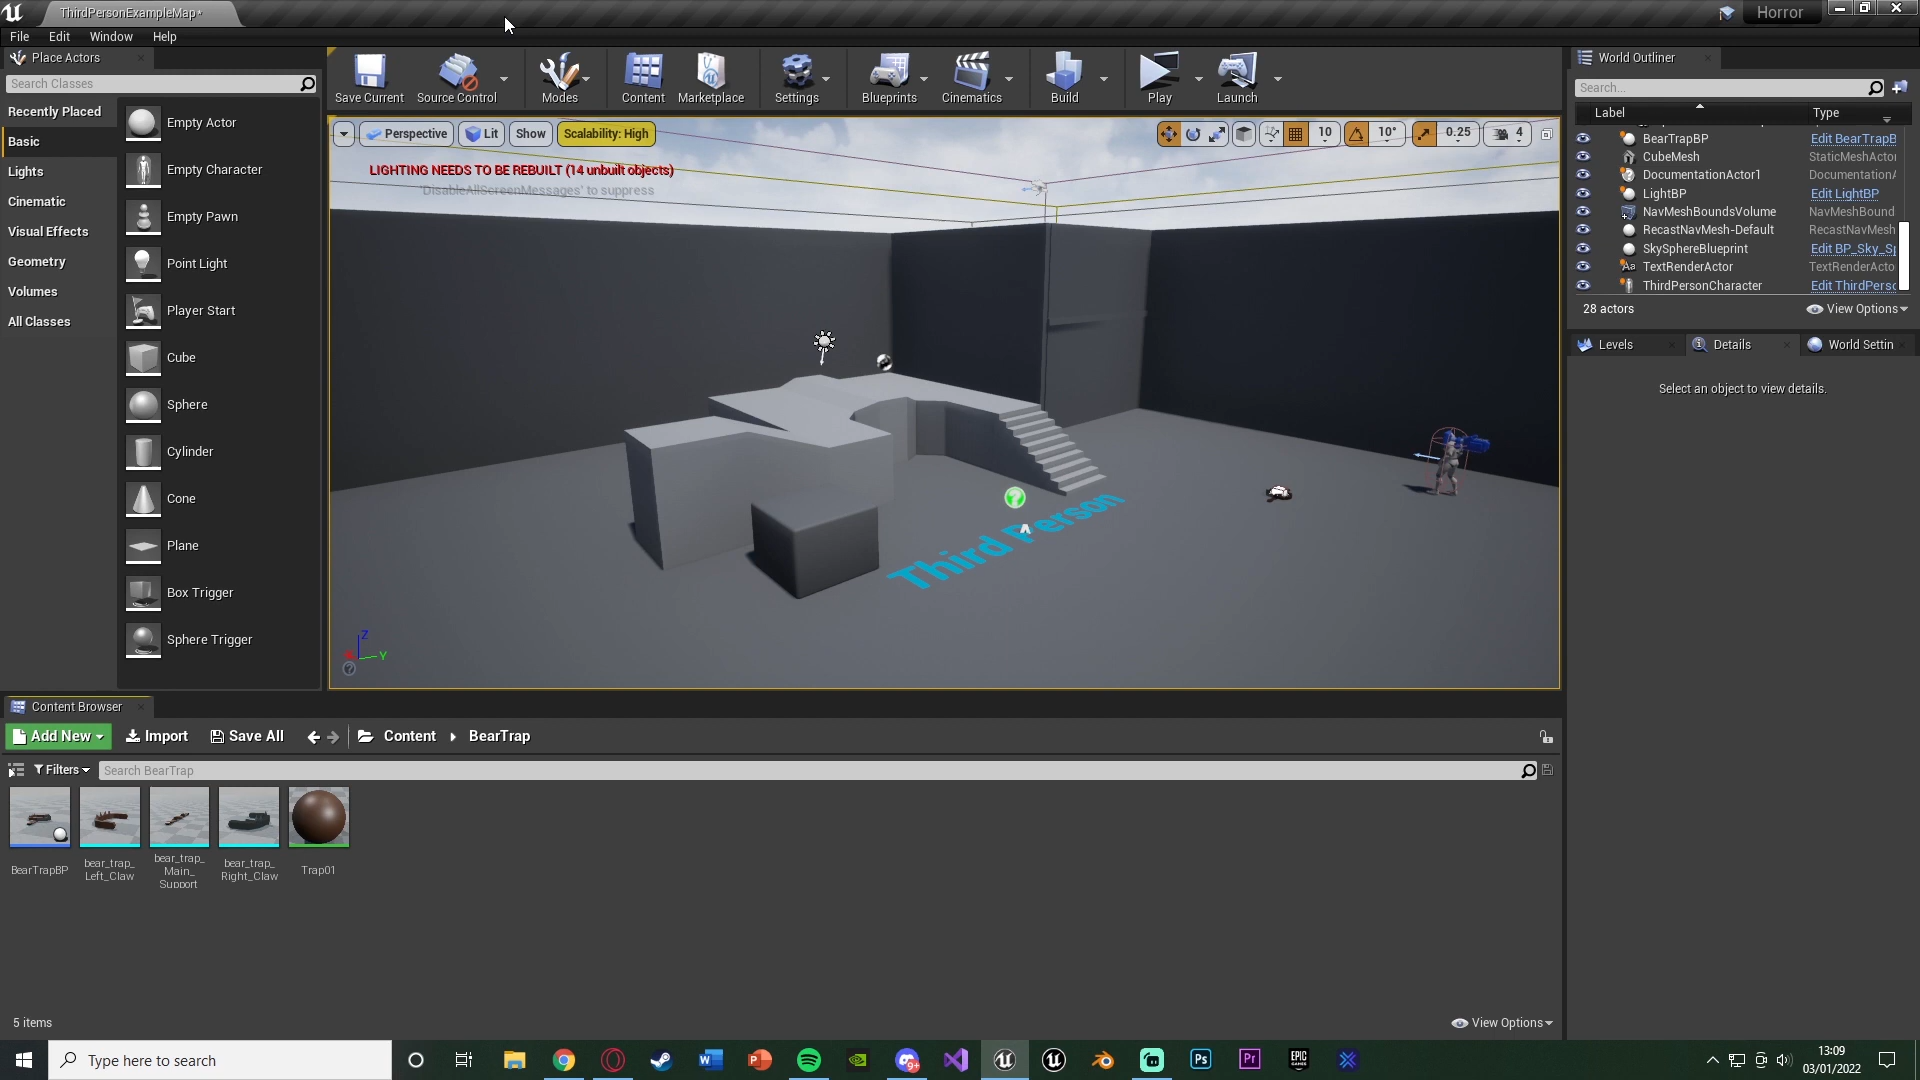 ThirdPersonExampleMap*
Horror
File Edit Window Help
Place Actors
Search Classes
Recently Placed
Basic
Lights
Cinematic
Visual Effects
Geometry
Volumes
All Classes
Empty Actor
Empty Character
Empty Pawn
Point Light
Player Start
Cube
Sphere
Cylinder
Cone
Plane
Box Trigger
Sphere Trigger
Save Current Source Control Modes Content Marketplace Settings Blueprints Cinematics Build Play Launch
Perspective Lit Show Scalability: High 10 10° 0.25 4
LIGHTING NEEDS TO BE REBUILT (14 unbuilt objects)
'DisableAllScreenMessages' to suppress
Third Person
Z
Y
World Outliner
Search...
Label Type
BearTrapBP Edit BearTrapB
CubeMesh StaticMeshActor
DocumentationActor1 DocumentationA
LightBP Edit LightBP
NavMeshBoundsVolume NavMeshBound
RecastNavMesh-Default RecastNavMesh
SkySphereBlueprint Edit BP_Sky_Sp
TextRenderActor TextRenderActo
ThirdPersonCharacter Edit ThirdPerso
28 actors View Options
Levels Details World Settin
Select an object to view details.
Content Browser
Add New Import Save All Content BearTrap
Filters Search BearTrap
BearTrapBP
bear_trap_
Left_Claw
bear_trap_
Main_
Support
bear_trap_
Right_Claw
Trap01
5 items View Options
Type here to search
13:09
03/01/2022